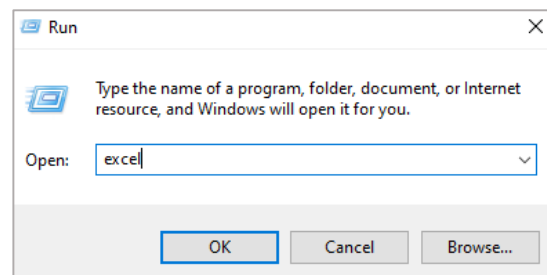 Run
Type the name of a program, folder, document, or Internet
resource, and Windows will open it for you.
Open: excel
OK Cancel Browse...